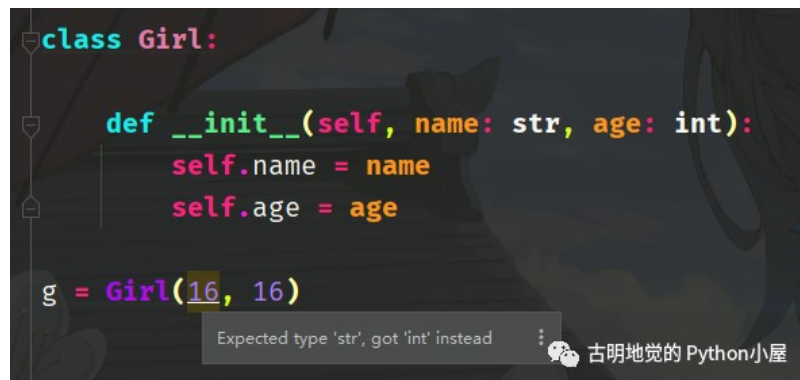 class Girl:
def __init__(self, name: str, age: int):
self.name = name
self.age = age
g = Girl(16, 16)
Expected type 'str', got 'int' instead
古明地觉的 Python小屋